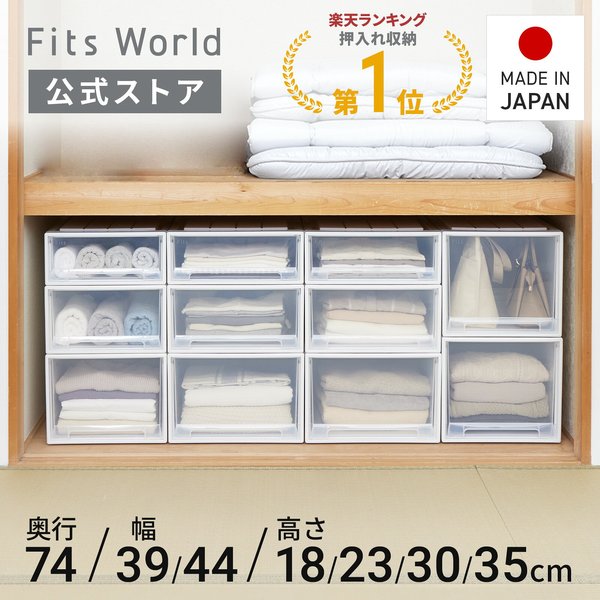 Fits World
公式ストア
楽天ランキング
押入れ収納
第1位
MADE IN
JAPAN
奥行 幅 高さ
74/39/44/18/23/30/35cm